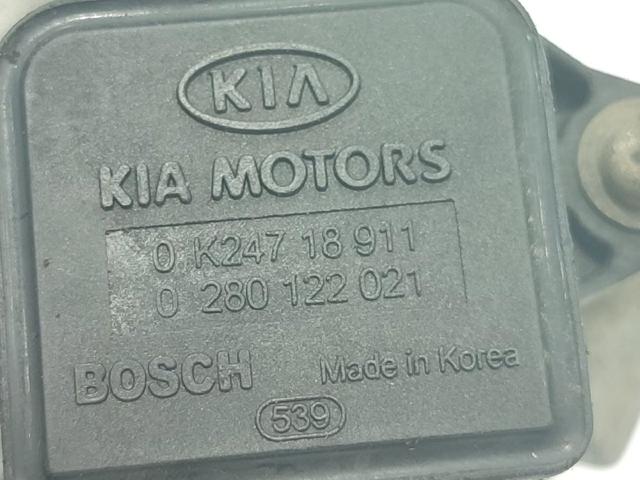 KIA
KIA MOTORS
0 K247 18 911
0 280 122 021
BOSCH Made in Korea
539